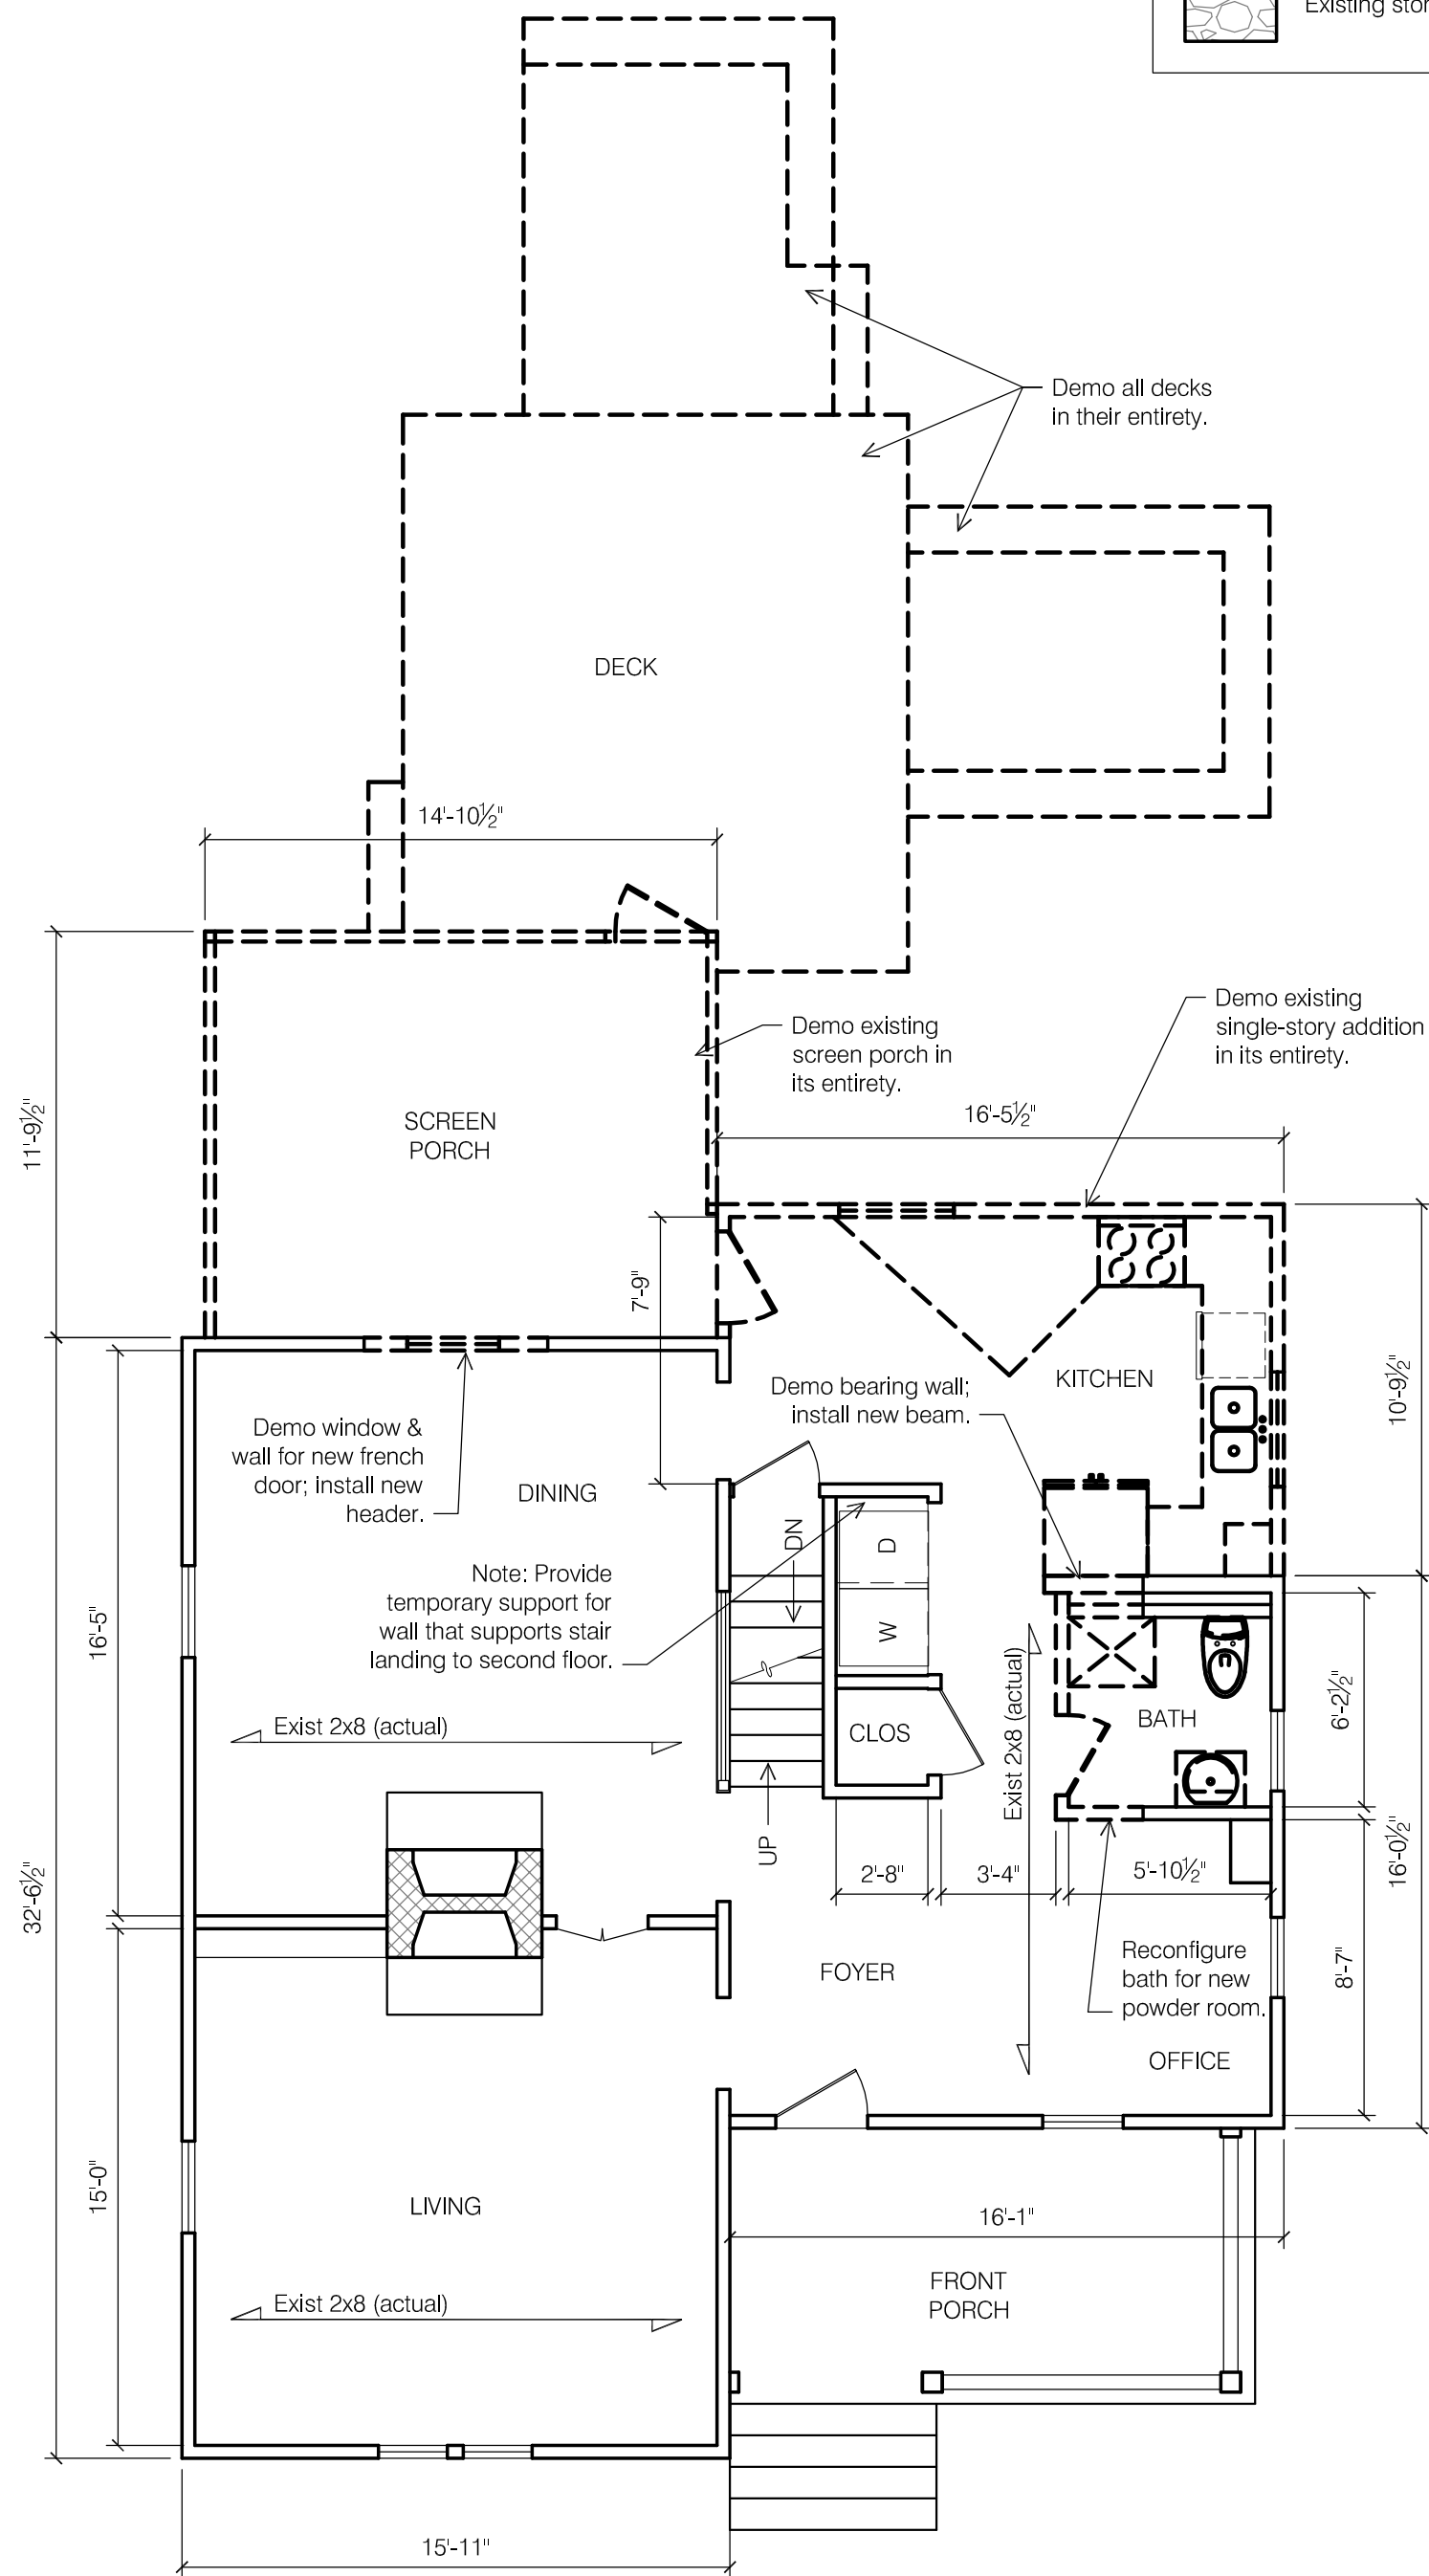 Existing
Demo all decks
in their entirety.
DECK
14'-10½"
Demo existing
single-story addition
in its entirety.
Demo existing
screen porch in
its entirety.
16'-5½"
11'-9½"
SCREEN
PORCH
7'-9"
KITCHEN
10'-9½"
Demo bearing wall;
install new beam.
Demo window &
wall for new french
door; install new
header.
DINING
DN
D
Note: Provide
temporary support for
wall that supports stair
landing to second floor.
W
16'-5"
Exist 2x8 (actual)
Exist 2x8 (actual)
BATH
6'-2½"
CLOS
UP
2'-8"
3'-4"
5'-10½"
16'-0½"
32'-6½"
Reconfigure
bath for new
powder room.
8'-7"
FOYER
OFFICE
15'-0"
LIVING
16'-1"
FRONT
PORCH
Exist 2x8 (actual)
15'-11"